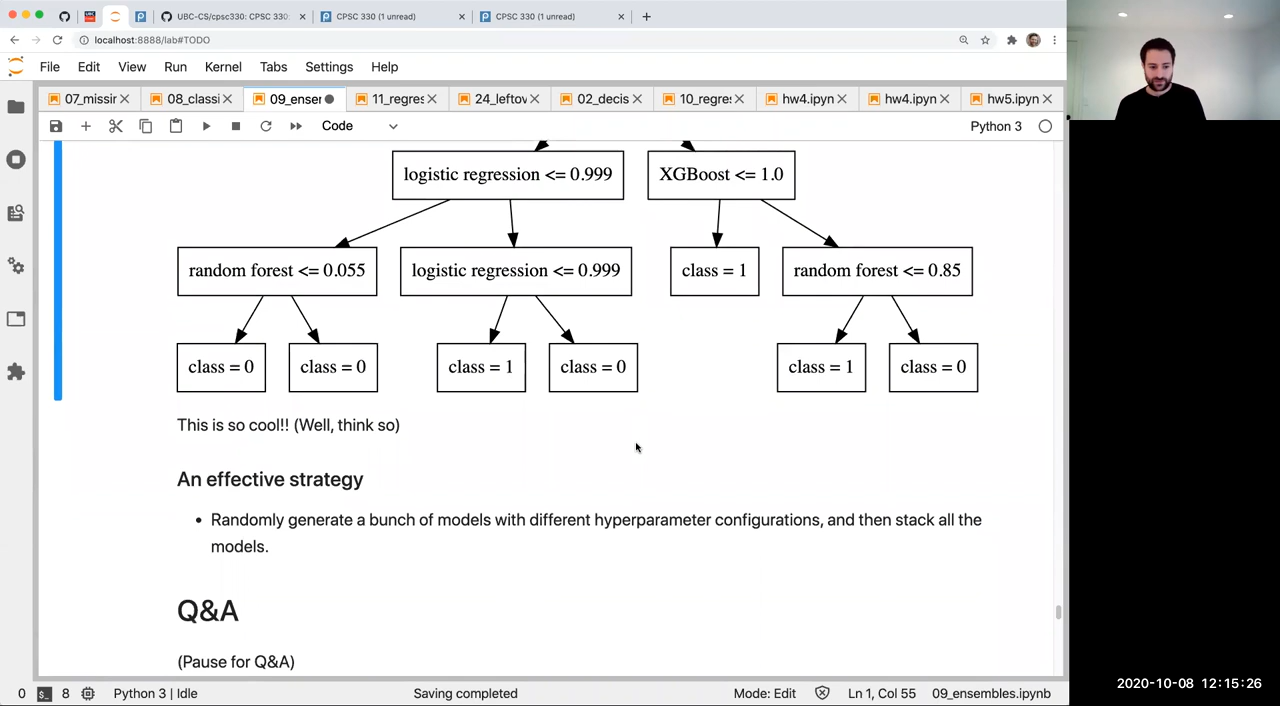 UBC-CS/cpsc330: CPSC 330:
CPSC 330 (1 unread)
CPSC 330 (1 unread)
localhost:8888/lab#TODO
File Edit View Run Kernel Tabs Settings Help
07_missin 08_classi 09_ensem 11_regres 24_leftov 02_decis 10_regre hw4.ipyn hw4.ipyn hw5.ipyn
Code
Python 3
logistic regression <= 0.999 XGBoost <= 1.0
random forest <= 0.055 logistic regression <= 0.999 class = 1 random forest <= 0.85
class = 0 class = 0 class = 1 class = 0 class = 1 class = 0
This is so cool!! (Well, think so)
An effective strategy
• Randomly generate a bunch of models with different hyperparameter configurations, and then stack all the
models.
Q&A
(Pause for Q&A)
0 8 Python 3 | Idle Saving completed Mode: Edit Ln 1, Col 55 09_ensembles.ipynb
2020-10-08 12:15:26